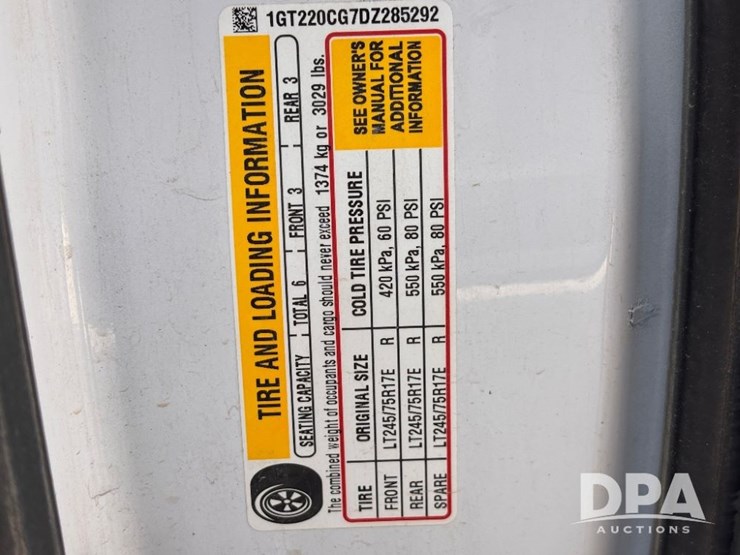 1GT220CG7DZ285292
TIRE AND LOADING INFORMATION
SEATING CAPACITY TOTAL 6 FRONT 3 REAR 3
The combined weight of occupants and cargo should never exceed 1374 kg or 3029 lbs.
TIRE ORIGINAL SIZE COLD TIRE PRESSURE
FRONT LT245/75R17E R 420 kPa, 60 PSI
REAR LT245/75R17E R 550 kPa, 80 PSI
SPARE LT245/75R17E R 550 kPa, 80 PSI
SEE OWNER'S
MANUAL FOR
ADDITIONAL
INFORMATION
DPA
AUCTIONS